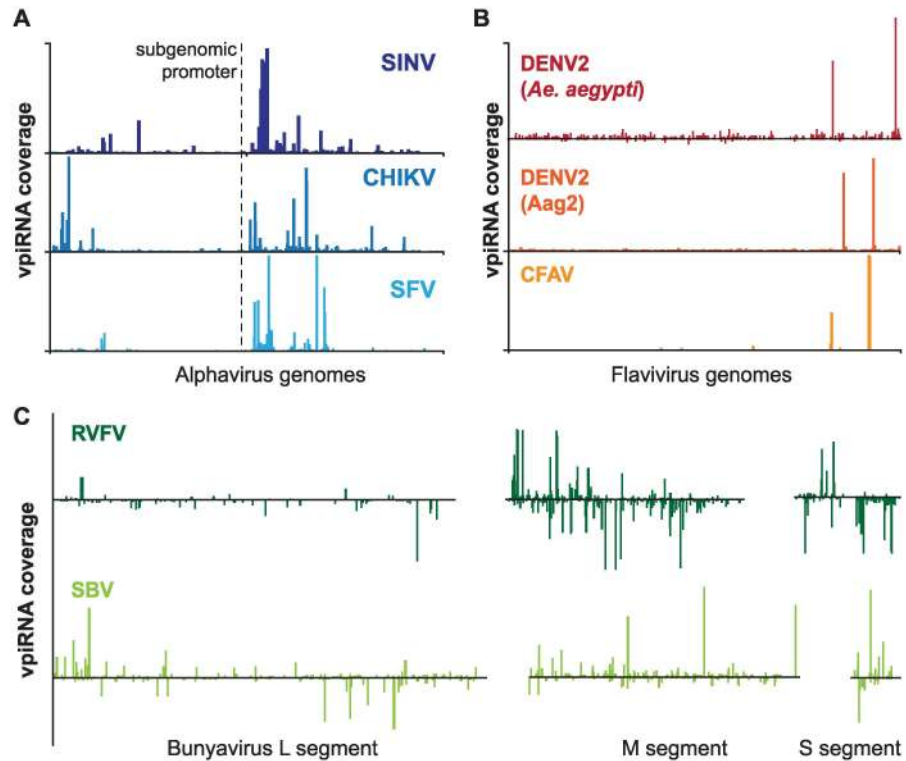 A
subgenomic
promoter
SINV
CHIKV
SFV
vpiRNA coverage
Alphavirus genomes
B
DENV2
(Ae. aegypti)
DENV2
(Aag2)
CFAV
vpiRNA coverage
Flavivirus genomes
C
RVFV
SBV
vpiRNA coverage
Bunyavirus L segment
M segment
S segment